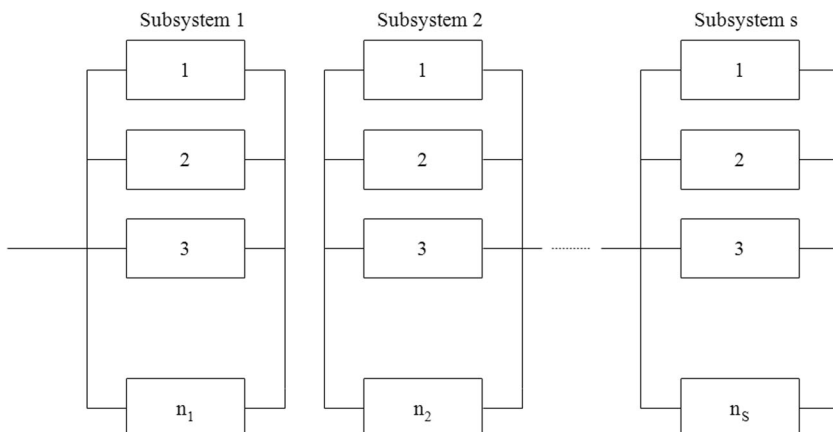 Subsystem 1 Subsystem 2 Subsystem s
1 1 1
2 2 2
3 3 3
n₁ n₂ nₛ